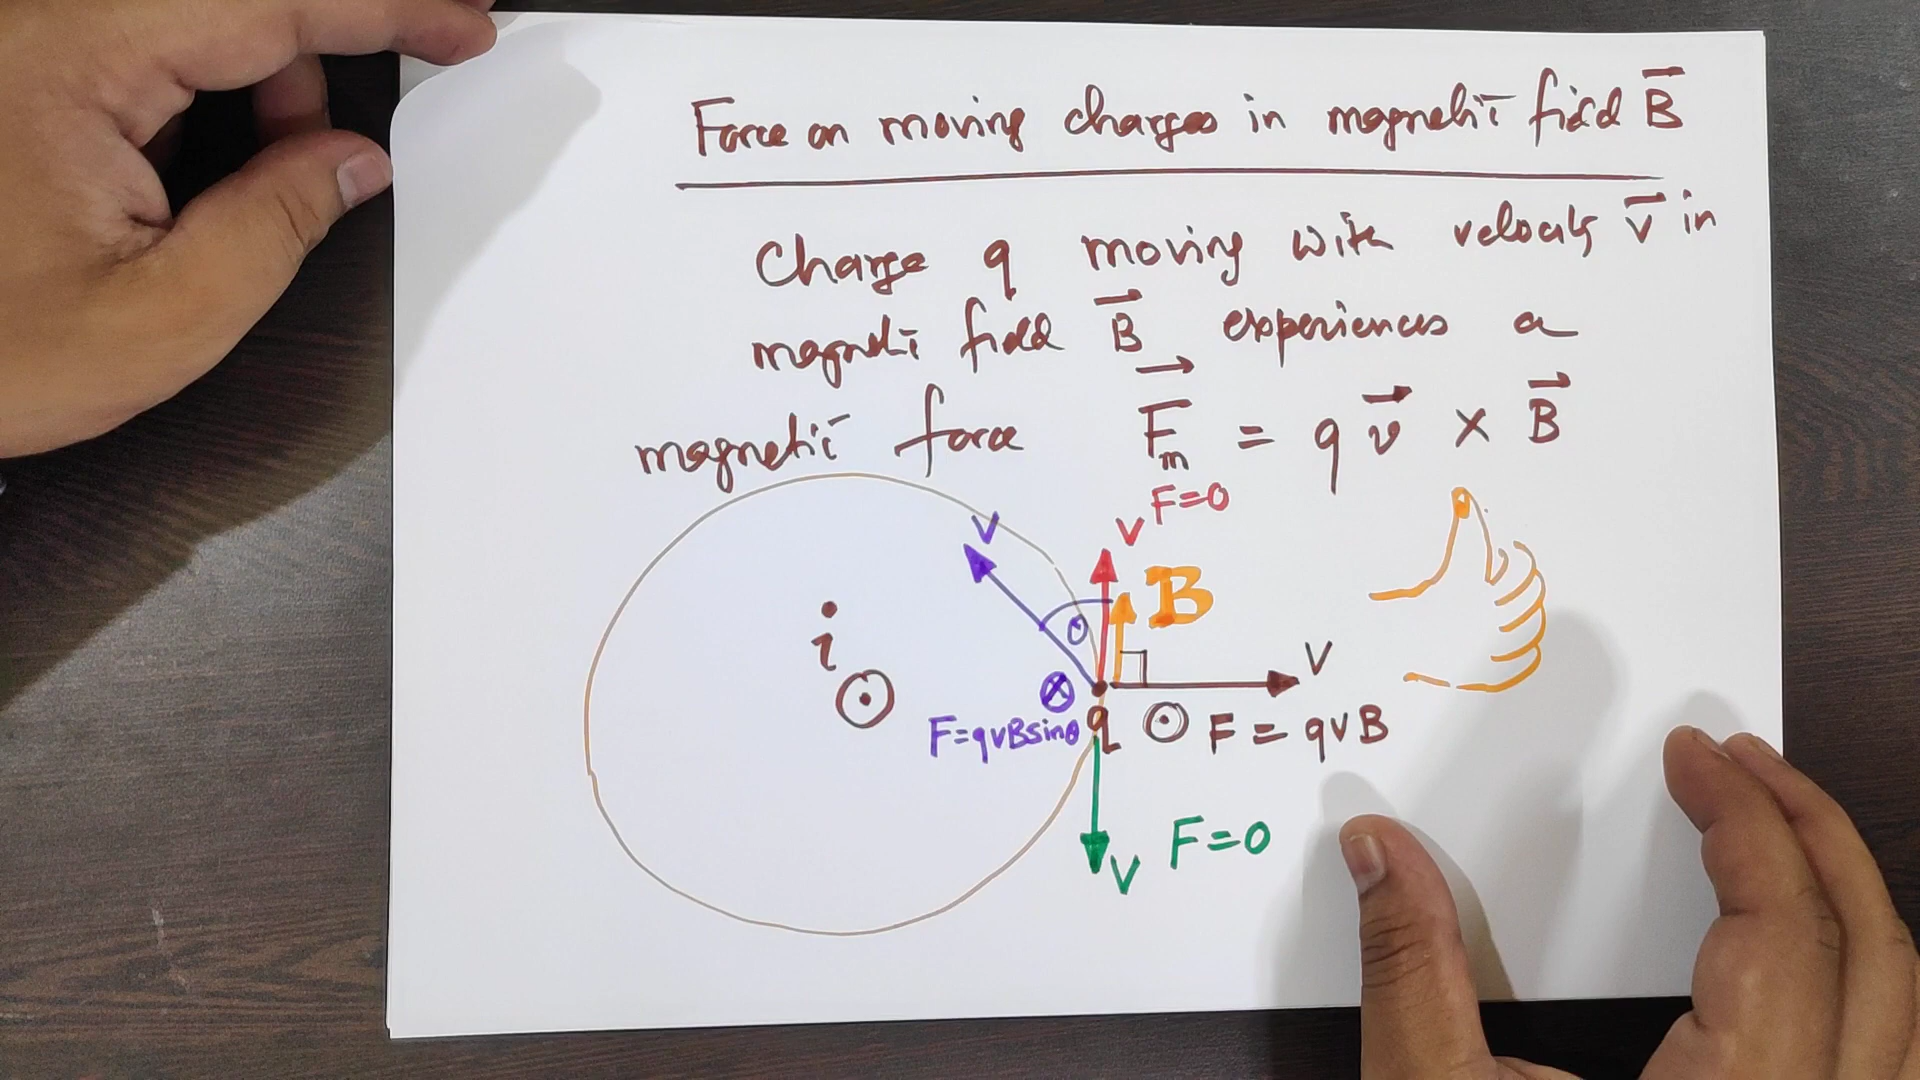 Force on moving charges in magnetic field B
Charge q moving with velocity v in
magnetic field B experiences a
magnetic force Fm = q v × B
F=0
V
V
B
θ
i
V
F=qvBsinθ
q
F = qvB
F=0
V